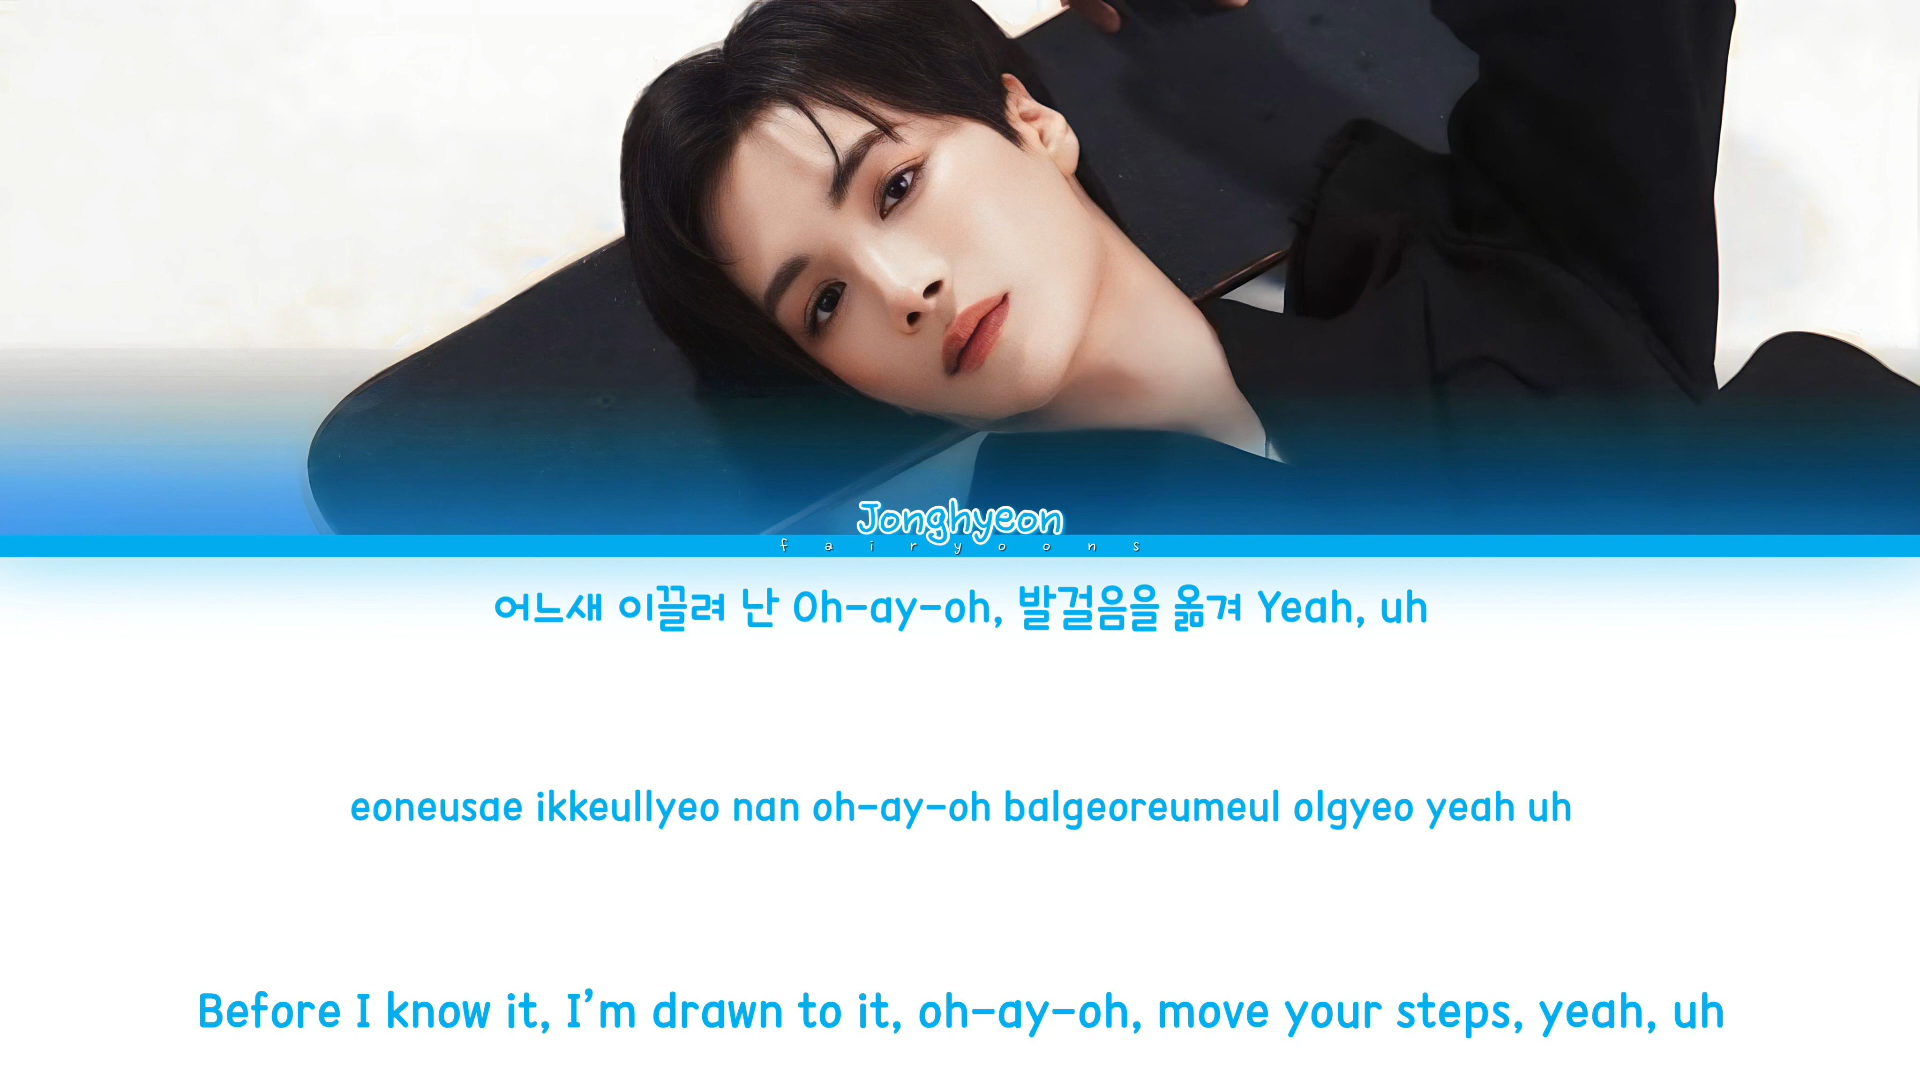 Jonghyeon
fairyoons
어느새 이끌려 난 Oh-ay-oh, 발걸음을 옮겨 Yeah, uh
eoneusae ikkeullyeo nan oh-ay-oh balgeoreumeul olgyeo yeah uh
Before I know it, I'm drawn to it, oh-ay-oh, move your steps, yeah, uh